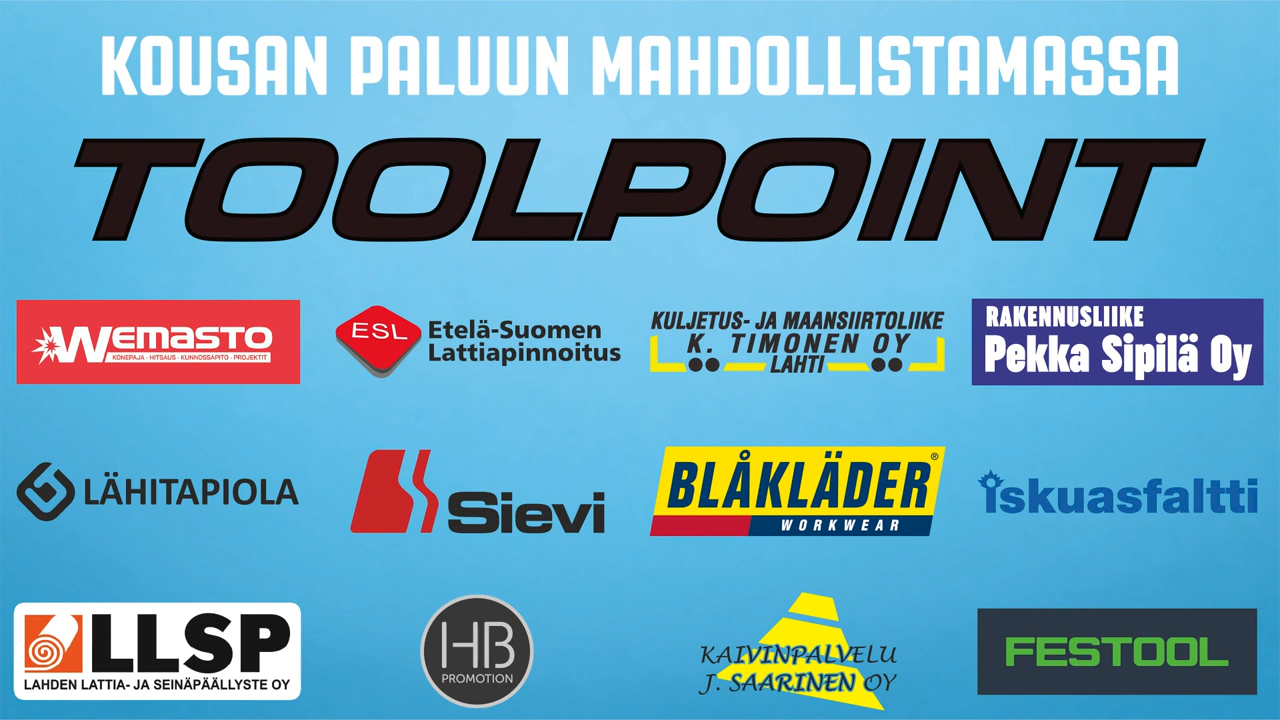 KOUSAN PALUUN MAHDOLLISTAMASSA
TOOLPOINT
WEMASTO
KONEPAJA · HITSAUS · KUNNOSSAPITO · PROJEKTIT
ESL
Etelä-Suomen
Lattiapinnoitus
KULJETUS- JA MAANSIIRTOLIIKE
K. TIMONEN OY
LAHTI
RAKENNUSLIIKE
Pekka Sipilä Oy
LÄHITAPIOLA
Sievi
BLÅKLÄDER®
WORKWEAR
iskuasfaltti
LLSP
LAHDEN LATTIA- JA SEINÄPÄÄLLYSTE OY
HB
PROMOTION
KAIVINPALVELU
J. SAARINEN OY
FESTOOL